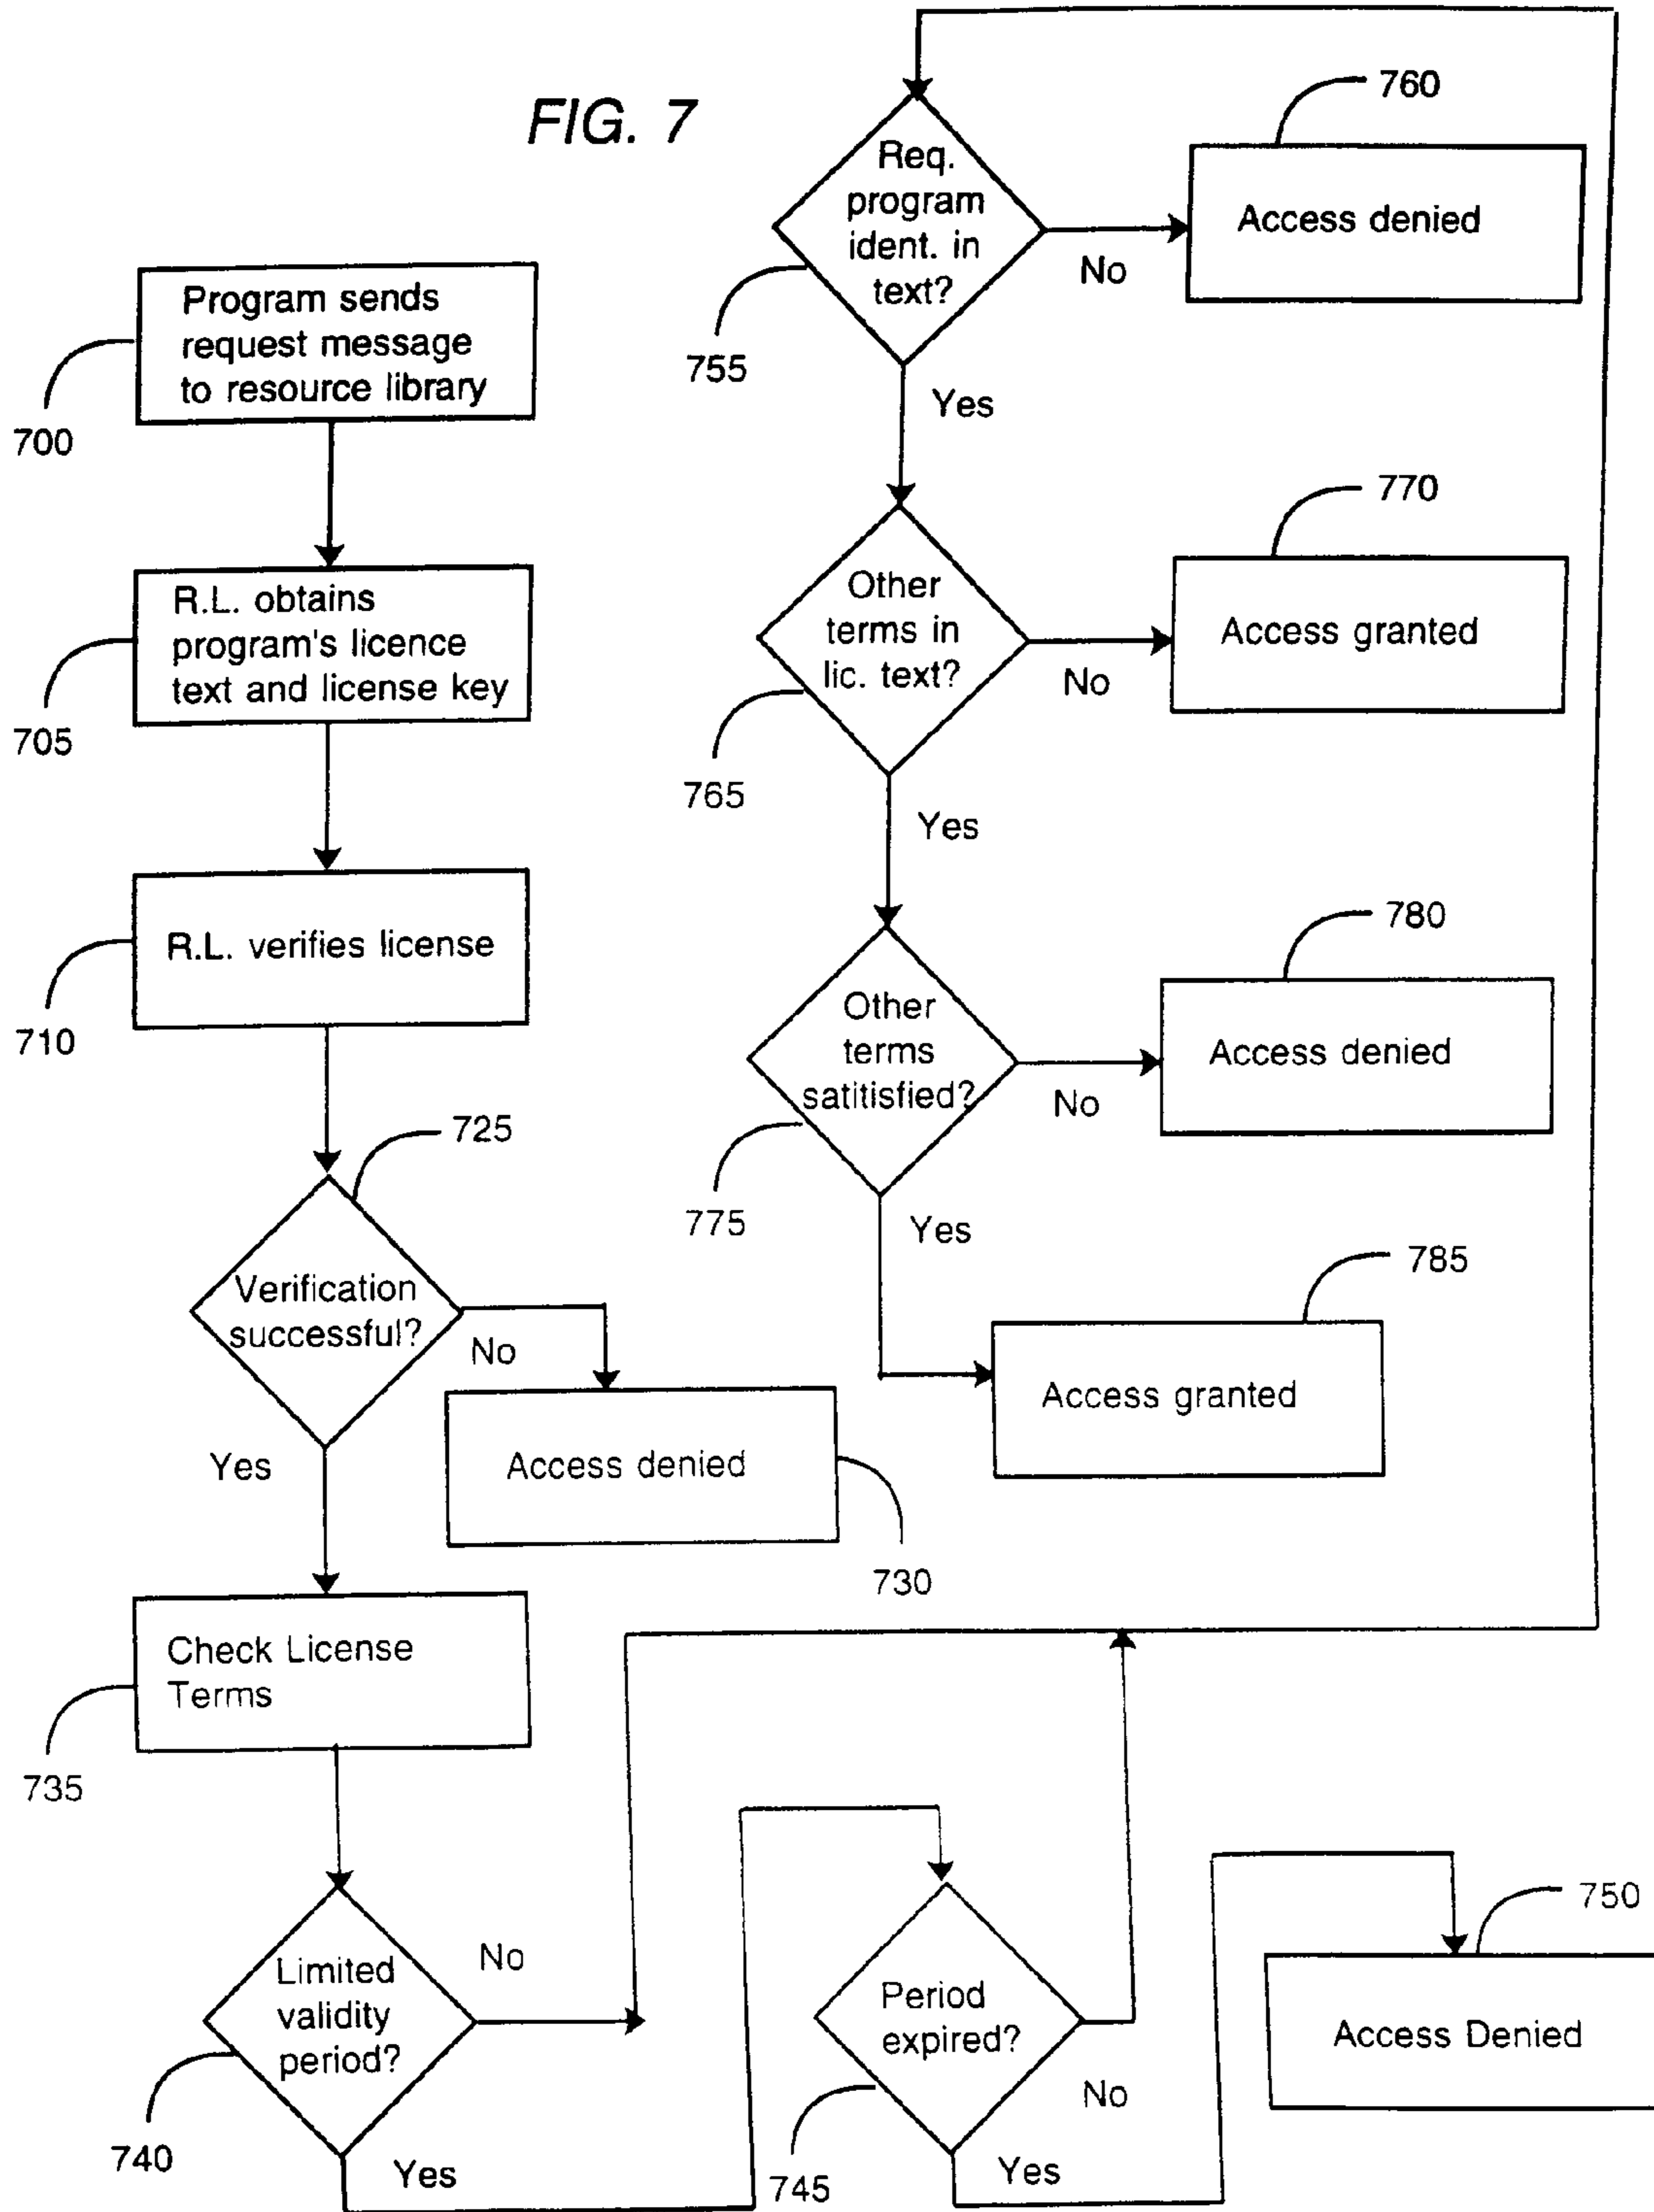 FIG. 7
Program sends
request message
to resource library
700
R.L. obtains
program's licence
text and license key
705
R.L. verifies license
710
725
Verification
successful?
No
Yes
Access denied
730
Check License
Terms
735
Limited
validity
period?
No
740
Yes
Period
expired?
No
745
Yes
750
Access Denied
Req.
program
ident. in
text?
755
No
760
Access denied
Yes
Other
terms in
lic. text?
765
No
770
Access granted
Yes
Other
terms
satitisfied?
775
No
780
Access denied
Yes
785
Access granted